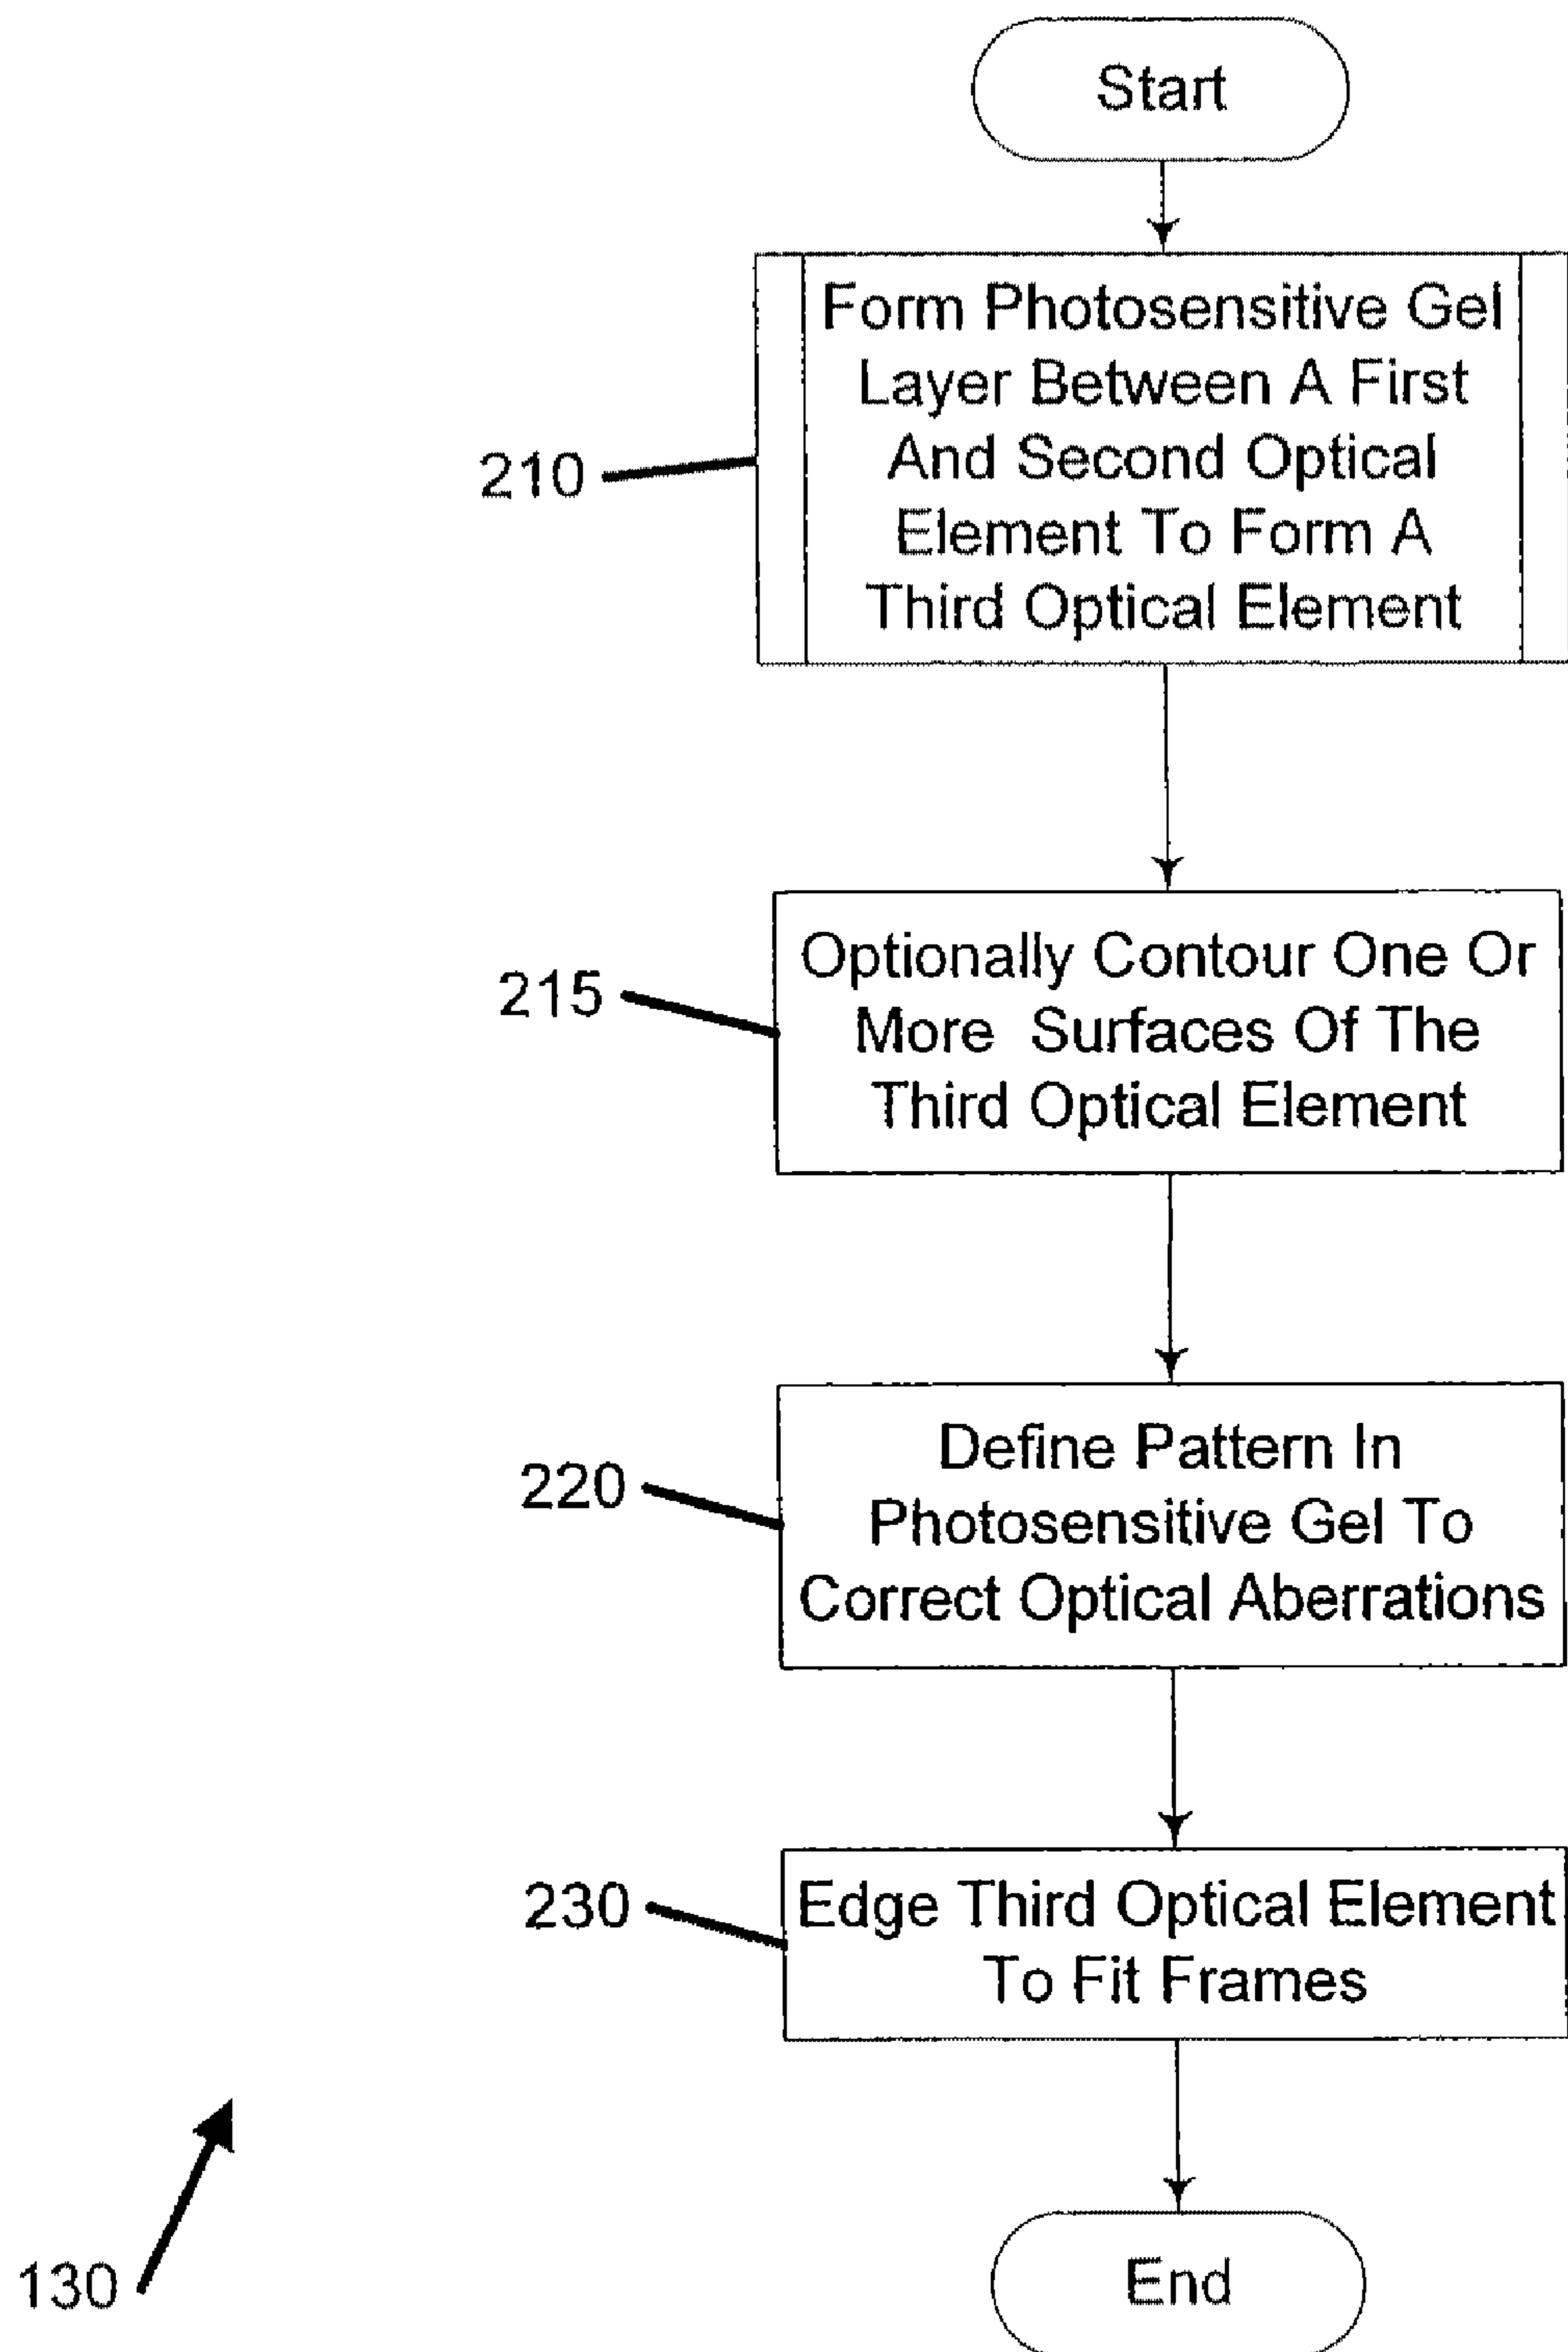 Start
Form Photosensitive Gel
Layer Between A First
And Second Optical
Element To Form A
Third Optical Element
210
Optionally Contour One Or
More Surfaces Of The
Third Optical Element
215
Define Pattern In
Photosensitive Gel To
Correct Optical Aberrations
220
Edge Third Optical Element
To Fit Frames
230
End
130